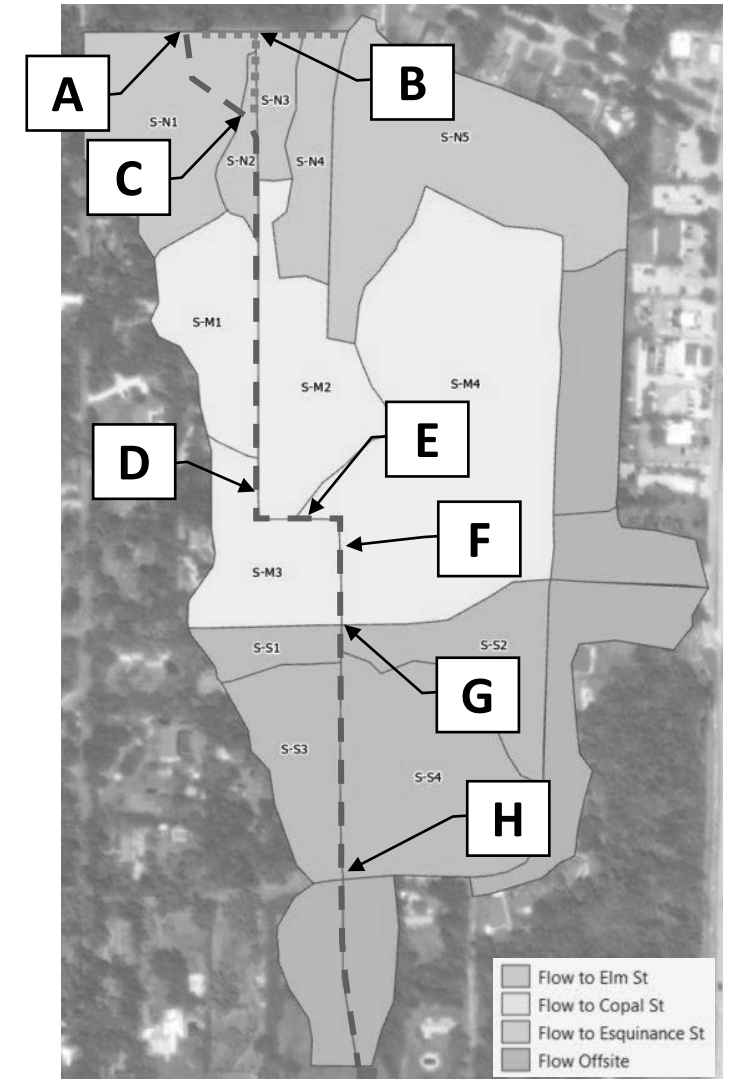 A
B
S-N1
S-N3
S-N5
C
S-N2
S-N4
S-M1
S-M2
S-M4
D
E
F
S-M3
S-S1
S-S2
G
S-S3
S-S4
H
Flow to Elm St
Flow to Copal St
Flow to Esquinance St
Flow Offsite